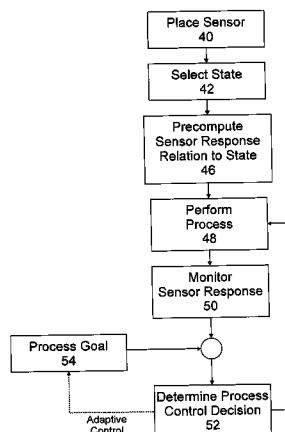 Place Sensor
40
Select State
42
Precompute
Sensor Response
Relation to State
46
Perform
Process
48
Monitor
Sensor Response
50
Process Goal
54
Determine Process
Control Decision
52
Adaptive
Control